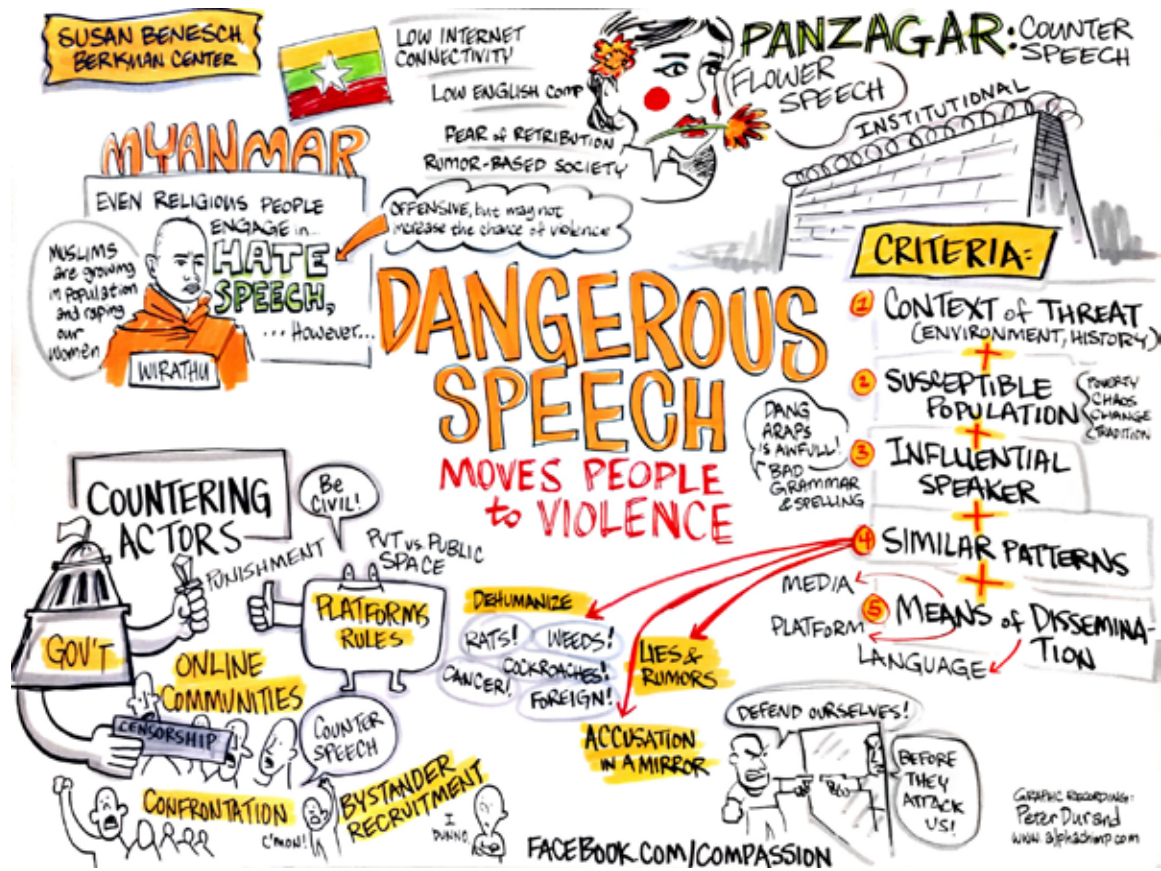 SUSAN BENESCH
BERKMAN CENTER
LOW INTERNET
CONNECTIVITY
LOW ENGLISH COMP
FEAR of RETRIBUTION
RUMOR-BASED SOCIETY
PANZAGAR: COUNTER
SPEECH
FLOWER
SPEECH
INSTITUTIONAL
MYANMAR
EVEN RELIGIOUS PEOPLE
ENGAGE in...
HATE
SPEECH,
... However...
MUSLIMS
are growing
in Population
and raping
our
women
WIRATHU
OFFENSIVE, but may not
increase the chance of violence
DANGEROUS
SPEECH
MOVES PEOPLE
to VIOLENCE
CRITERIA:
1 CONTEXT of THREAT
(ENVIRONMENT, HISTORY)
+
2 SUSCEPTIBLE
POPULATION
POVERTY
CHAOS
CHANGE
TRADITION
+
3 INFLUENTIAL
SPEAKER
DANG
ARAPS
IS AWFULL!
BAD
GRAMMAR
& SPELLING
+
4 SIMILAR PATTERNS
+
5 MEANS of DISSEMINA-
TION
MEDIA
PLATFORM
LANGUAGE
COUNTERING
ACTORS
PUNISHMENT
GOV'T
Be
CIVIL!
PVT vs. PUBLIC
SPACE
PLATFORMS
RULES
ONLINE
COMMUNITIES
CENSORSHIP
COUNTER
SPEECH
CONFRONTATION
C'mon!
BYSTANDER
RECRUITMENT
I
DUNNO
DEHUMANIZE
RATS!
WEEDS!
COCKROACHES!
CANCER!
FOREIGN!
LIES &
RUMORS
ACCUSATION
IN A MIRROR
DEFEND OURSELVES!
BEFORE
THEY
ATTACK
US!
FACEBOOK.COM/COMPASSION
GRAPHIC RECORDING:
Peter Durand
www.alphachimp.com